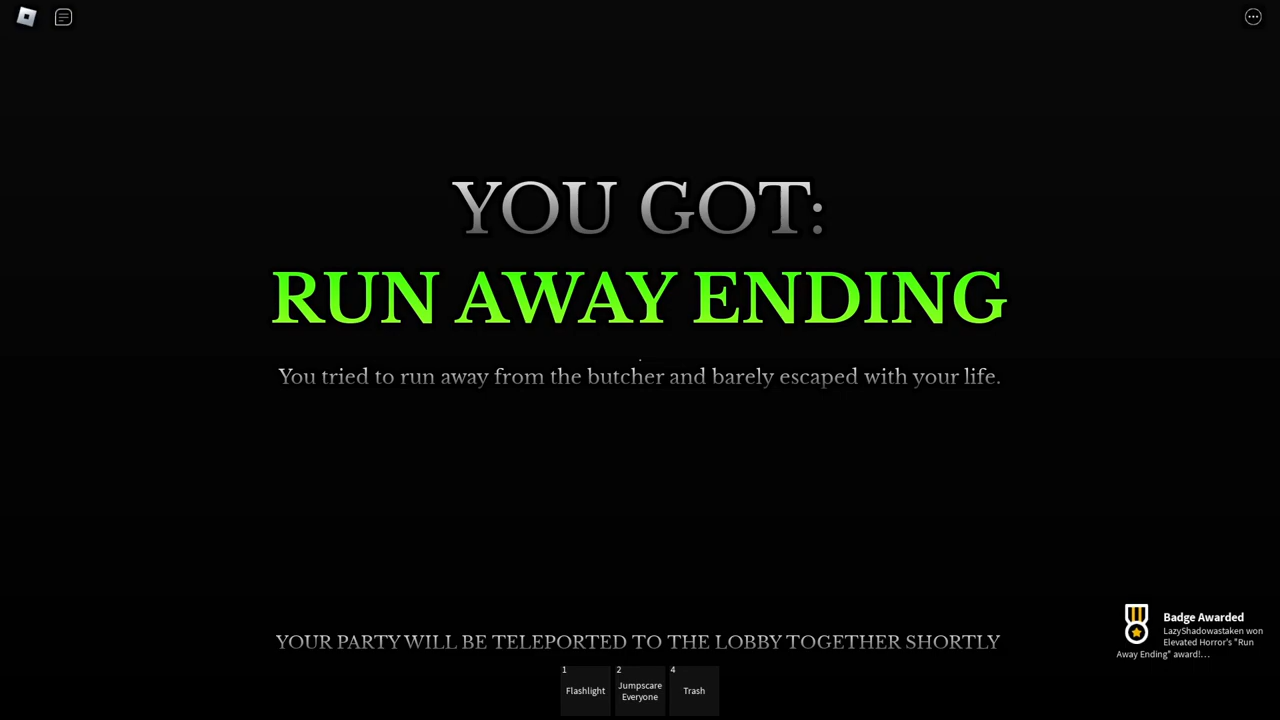 YOU GOT:
RUN AWAY ENDING
You tried to run away from the butcher and barely escaped with your life.
YOUR PARTY WILL BE TELEPORTED TO THE LOBBY TOGETHER SHORTLY
Badge Awarded
LazyShadowastaken won
Elevated Horror's "Run
Away Ending" award!...
1
Flashlight
2
Jumpscare
Everyone
4
Trash